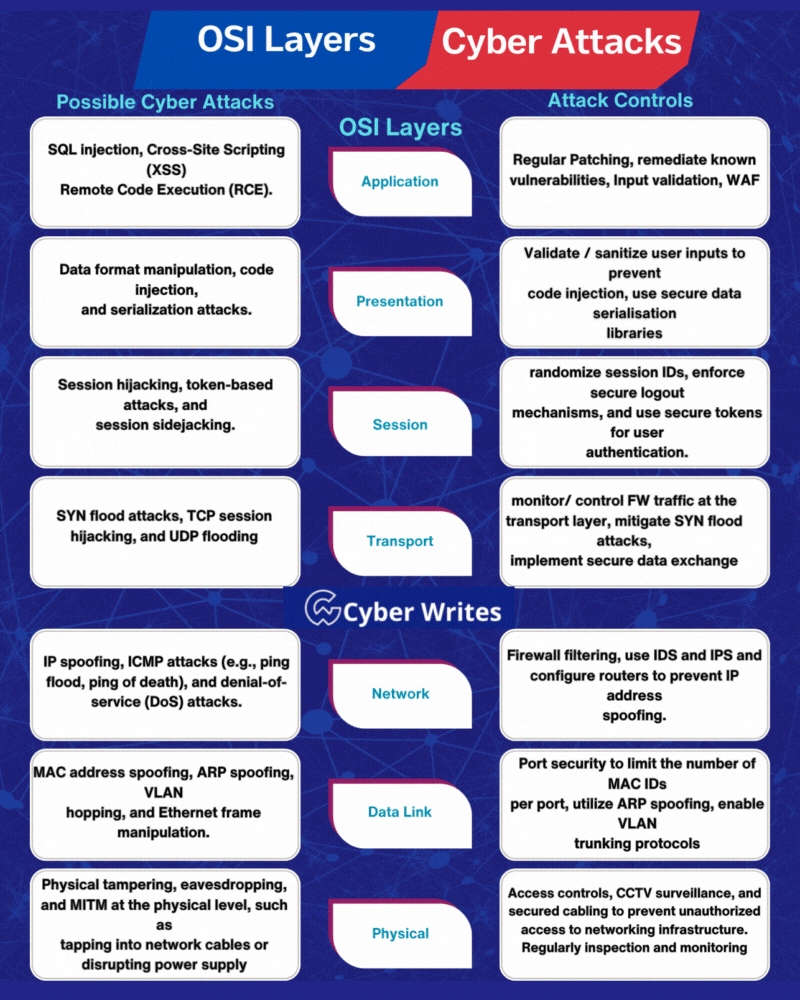 OSI Layers
Cyber Attacks
Possible Cyber Attacks
OSI Layers
Attack Controls
SQL injection, Cross-Site Scripting
(XSS)
Remote Code Execution (RCE).
Application
Regular Patching, remediate known
vulnerabilities, Input validation, WAF
Data format manipulation, code
injection,
and serialization attacks.
Presentation
Validate / sanitize user inputs to
prevent
code injection, use secure data
serialisation
libraries
Session hijacking, token-based
attacks, and
session sidejacking.
Session
randomize session IDs, enforce
secure logout
mechanisms, and use secure tokens
for user
authentication.
SYN flood attacks, TCP session
hijacking, and UDP flooding
Transport
monitor/ control FW traffic at the
transport layer, mitigate SYN flood
attacks,
implement secure data exchange
Cyber Writes
IP spoofing, ICMP attacks (e.g., ping
flood, ping of death), and denial-of-
service (DoS) attacks.
Network
Firewall filtering, use IDS and IPS and
configure routers to prevent IP
address
spoofing.
MAC address spoofing, ARP spoofing,
VLAN
hopping, and Ethernet frame
manipulation.
Data Link
Port security to limit the number of
MAC IDs
per port, utilize ARP spoofing, enable
VLAN
trunking protocols
Physical tampering, eavesdropping,
and MITM at the physical level, such
as
tapping into network cables or
disrupting power supply
Physical
Access controls, CCTV surveillance, and
secured cabling to prevent unauthorized
access to networking infrastructure.
Regularly inspection and monitoring